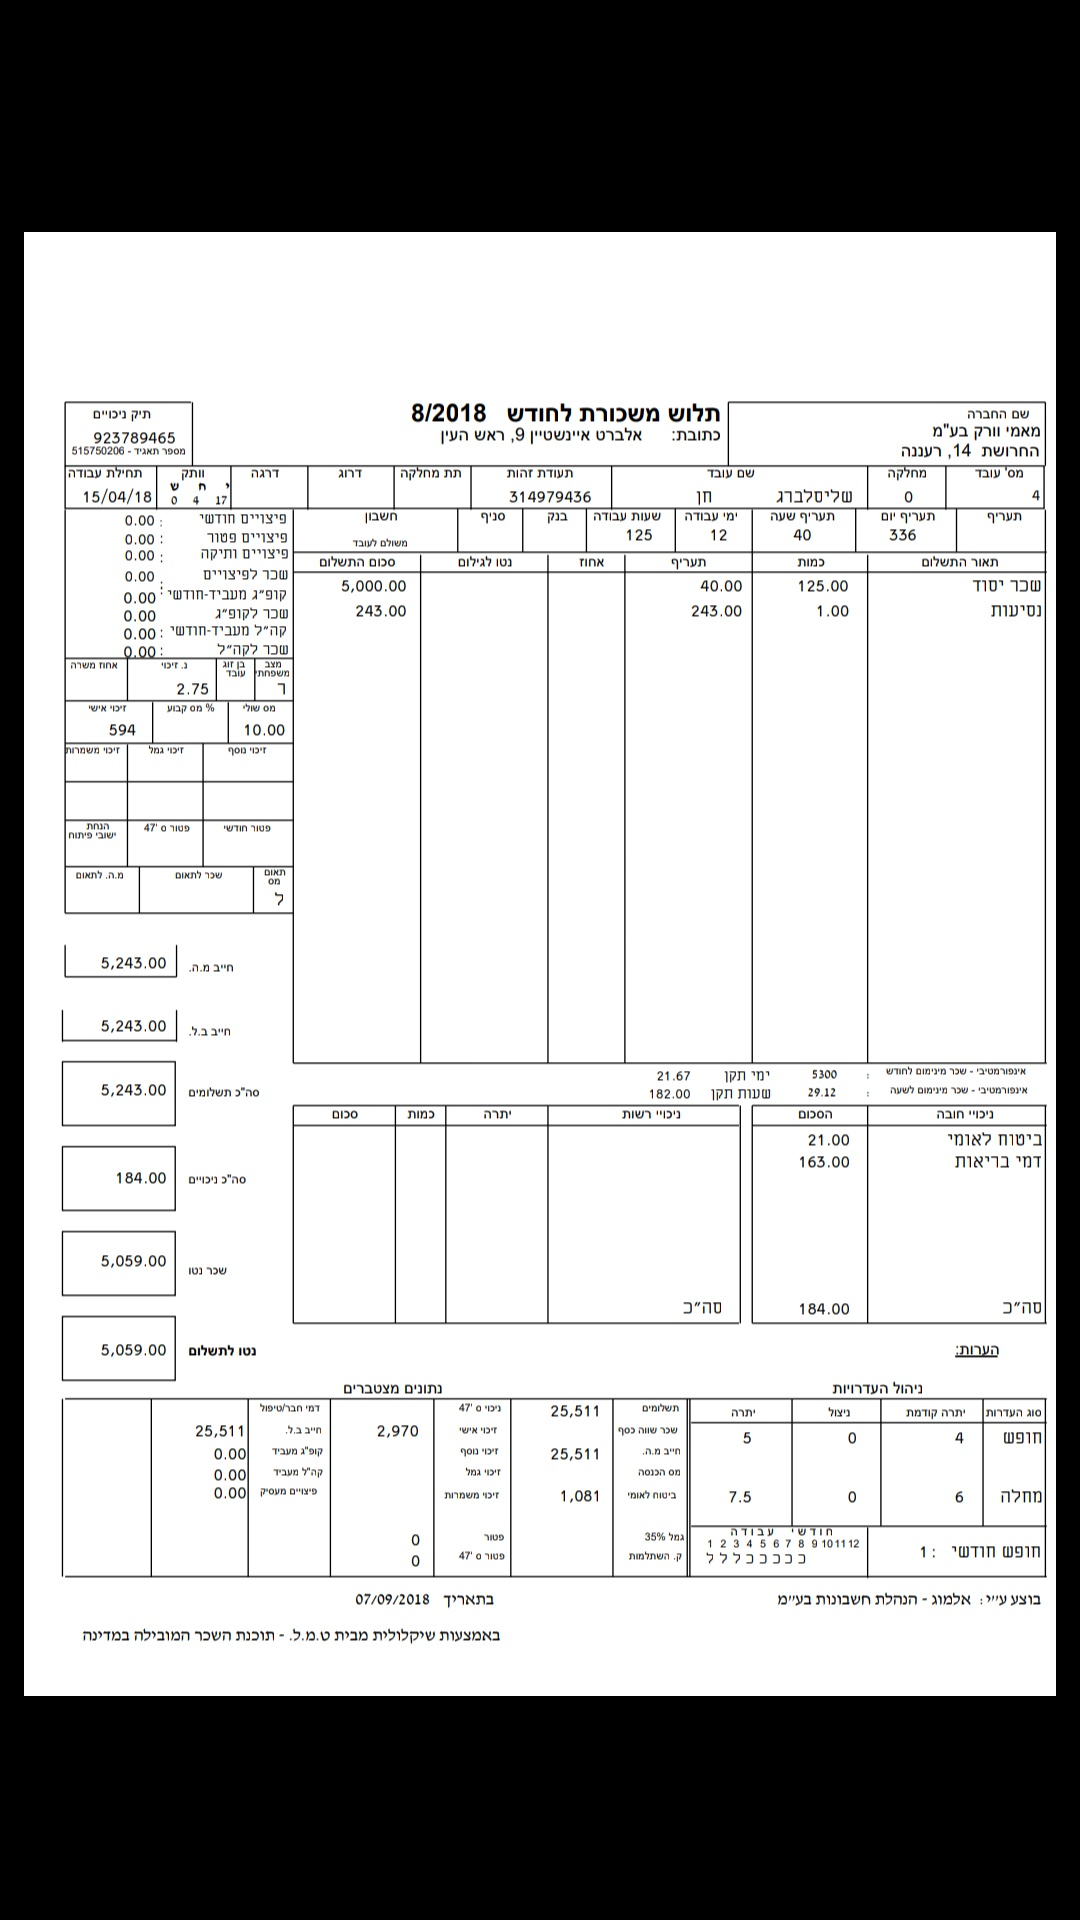 שם החברה
מאמי וורק בע"מ
החרושת 14, רעננה
תלוש משכורת לחודש 8/2018
כתובת: אלברט איינשטיין 9, ראש העין
תיק ניכויים
923789465
מספר תאגיד - 515750206
מס' עובד מחלקה שם עובד תעודת זהות תת מחלקה דרוג דרגה וותק תחילת עבודה
י ח ש
4 0 שליסלברג חן 314979436 17 4 0 15/04/18
תעריף תעריף יום תעריף שעה ימי עבודה שעות עבודה בנק סניף חשבון
336 40 12 125 משולם לעובד
תאור התשלום כמות תעריף אחוז נטו לגילום סכום התשלום
שכר יסוד 125.00 40.00 5,000.00
נסיעות 1.00 243.00 243.00
פיצויים חודשי : 0.00
פיצויים פטור : 0.00
פיצויים ותיקה : 0.00
שכר לפיצויים : 0.00
קופ״ג מעביד-חודשי : 0.00
שכר לקופ״ג 0.00
קה״ל מעביד-חודשי : 0.00
שכר לקה״ל : 0.00
מצב משפחתי בן זוג עובד נ. זיכוי אחוז משרה
ר 2.75
מס שולי % מס קבוע זיכוי אישי
10.00 594
זיכוי נוסף זיכוי גמל זיכוי משמרות
פטור חודשי פטור ס '47 הנחת ישובי פיתוח
תאום מס שכר לתאום מ.ה. לתאום
ל
חייב מ.ה. 5,243.00
חייב ב.ל. 5,243.00
סה"כ תשלומים 5,243.00
סה"כ ניכויים 184.00
שכר נטו 5,059.00
נטו לתשלום 5,059.00
אינפורמטיבי - שכר מינימום לחודש : 5300 ימי תקן 21.67
אינפורמטיבי - שכר מינימום לשעה : 29.12 שעות תקן 182.00
ניכויי חובה הסכום ניכויי רשות יתרה כמות סכום
ביטוח לאומי 21.00
דמי בריאות 163.00
סה״כ 184.00 סה״כ
הערות:
ניהול העדרויות
סוג העדרות יתרה קודמת ניצול יתרה
חופש 4 0 5
מחלה 6 0 7.5
חופש חודשי : 1
חודשי עבודה
1 2 3 4 5 6 7 8 9 10 11 12
ל ל ל כ כ כ כ כ
נתונים מצטברים
תשלומים 25,511 ניכוי ס '47 דמי חבר/טיפול
שכר שווה כסף זיכוי אישי 2,970 חייב ב.ל. 25,511
חייב מ.ה. 25,511 זיכוי נוסף קופ"ג מעביד 0.00
מס הכנסה זיכוי גמל קה"ל מעביד 0.00
ביטוח לאומי 1,081 זיכוי משמרות פיצויים מעסיק 0.00
גמל 35% פטור 0
ק. השתלמות פטור ס '47 0
בוצע ע״י: אלמוג - הנהלת חשבונות בע״מ בתאריך 07/09/2018
באמצעות שיקלולית מבית ט.מ.ל. - תוכנת השכר המובילה במדינה